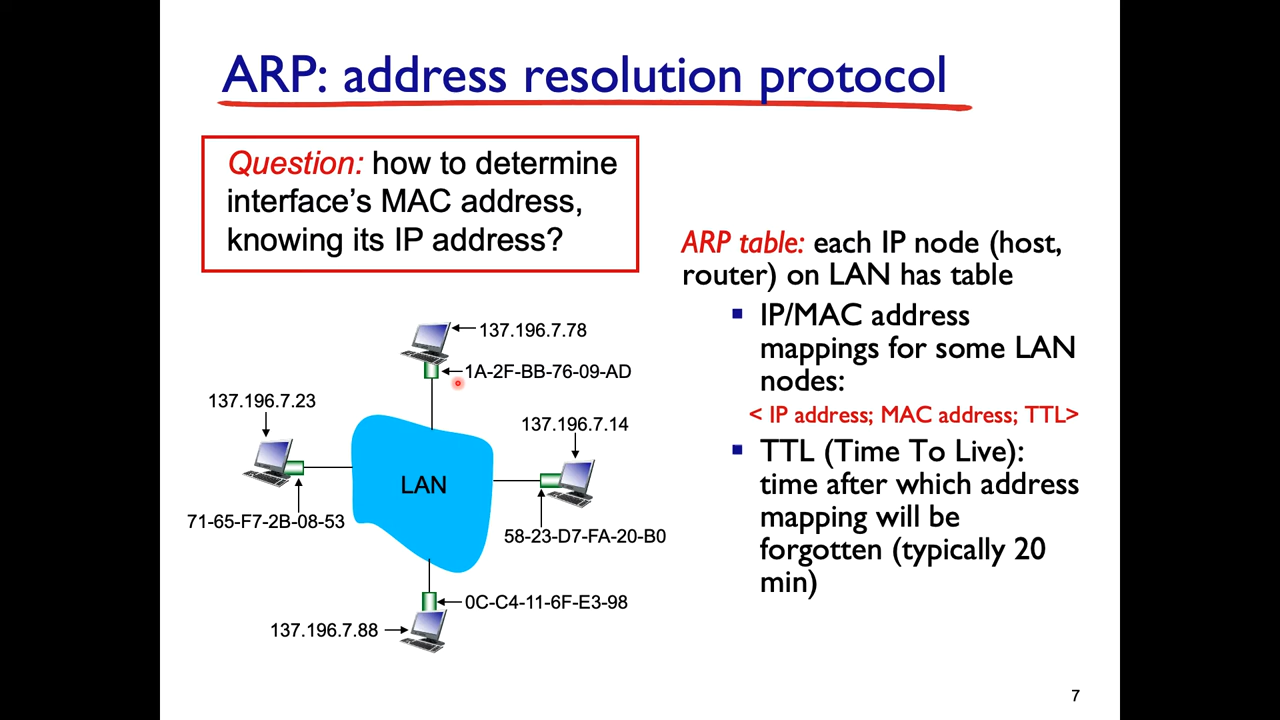 ARP: address resolution protocol
Question: how to determine
interface's MAC address,
knowing its IP address?
ARP table: each IP node (host,
router) on LAN has table
▪ IP/MAC address
mappings for some LAN
nodes:
< IP address; MAC address; TTL>
▪ TTL (Time To Live):
time after which address
mapping will be
forgotten (typically 20
min)
137.196.7.78
1A-2F-BB-76-09-AD
137.196.7.23
137.196.7.14
LAN
71-65-F7-2B-08-53
58-23-D7-FA-20-B0
0C-C4-11-6F-E3-98
137.196.7.88
7